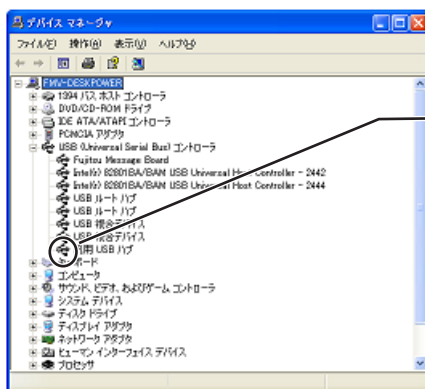 デバイス マネージャ
ファイル(F) 操作(A) 表示(V) ヘルプ(H)
FMV-DESKPOWER
1394 バス ホスト コントローラ
DVD/CD-ROM ドライブ
IDE ATA/ATAPI コントローラ
PCMCIA アダプタ
USB (Universal Serial Bus) コントローラ
Fujitsu Message Board
Intel(r) 82801BA/BAM USB Universal Host Controller - 2442
Intel(r) 82801BA/BAM USB Universal Host Controller - 2444
USB ルート ハブ
USB ルート ハブ
USB 複合デバイス
USB 複合デバイス
汎用 USB ハブ
ボード
コンピュータ
サウンド、ビデオ、およびゲーム コントローラ
システム デバイス
ディスク ドライブ
ディスプレイ アダプタ
ネットワーク アダプタ
ヒューマン インターフェイス デバイス
プロセッサ